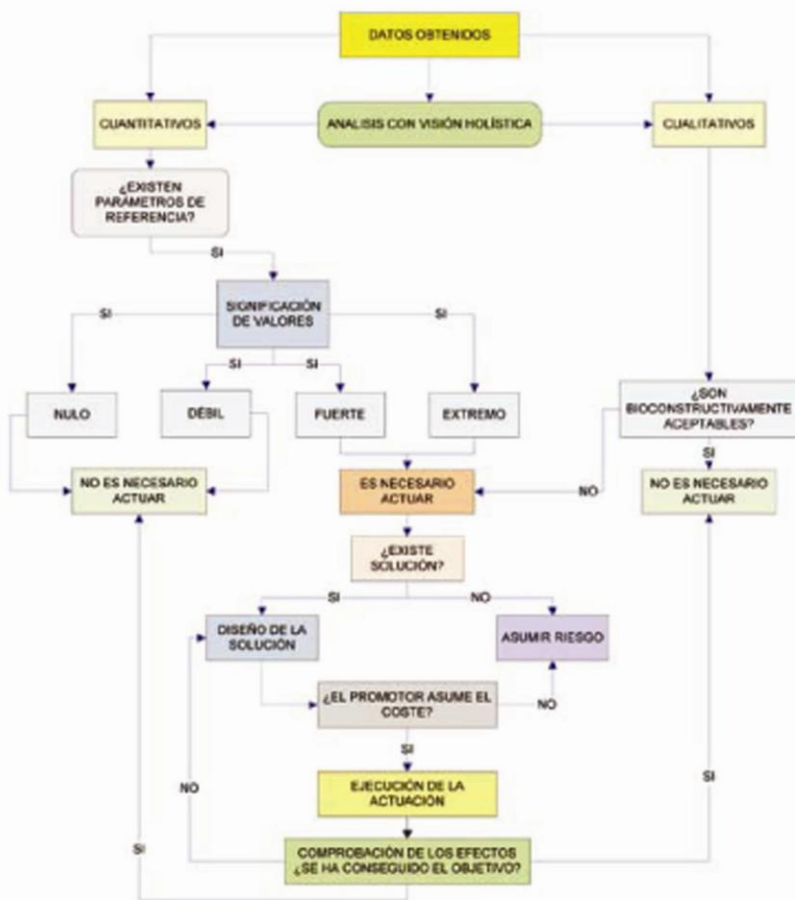 DATOS OBTENIDOS
CUANTITATIVOS
ANALISIS CON VISIÓN HOLÍSTICA
CUALITATIVOS
¿EXISTEN
PARÁMETROS DE
REFERENCIA?
SI
SIGNIFICACIÓN
DE VALORES
SI
SI
SI
SI
NULO
DÉBIL
FUERTE
EXTREMO
¿SON
BIOCONSTRUCTIVAMENTE
ACEPTABLES?
SI
NO
NO ES NECESARIO
ACTUAR
ES NECESARIO
ACTUAR
NO ES NECESARIO
ACTUAR
¿EXISTE
SOLUCIÓN?
SI
NO
DISEÑO DE LA
SOLUCIÓN
ASUMIR RIESGO
¿EL PROMOTOR ASUME EL
COSTE?
NO
SI
EJECUCIÓN DE LA
ACTUACIÓN
NO
SI
SI
COMPROBACIÓN DE LOS EFECTOS
¿SE HA CONSEGUIDO EL OBJETIVO?